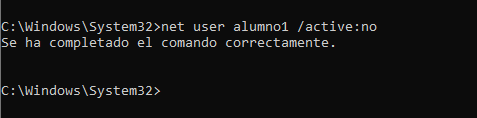 C:\Windows\System32>net user alumno1 /active:no
Se ha completado el comando correctamente.
C:\Windows\System32>